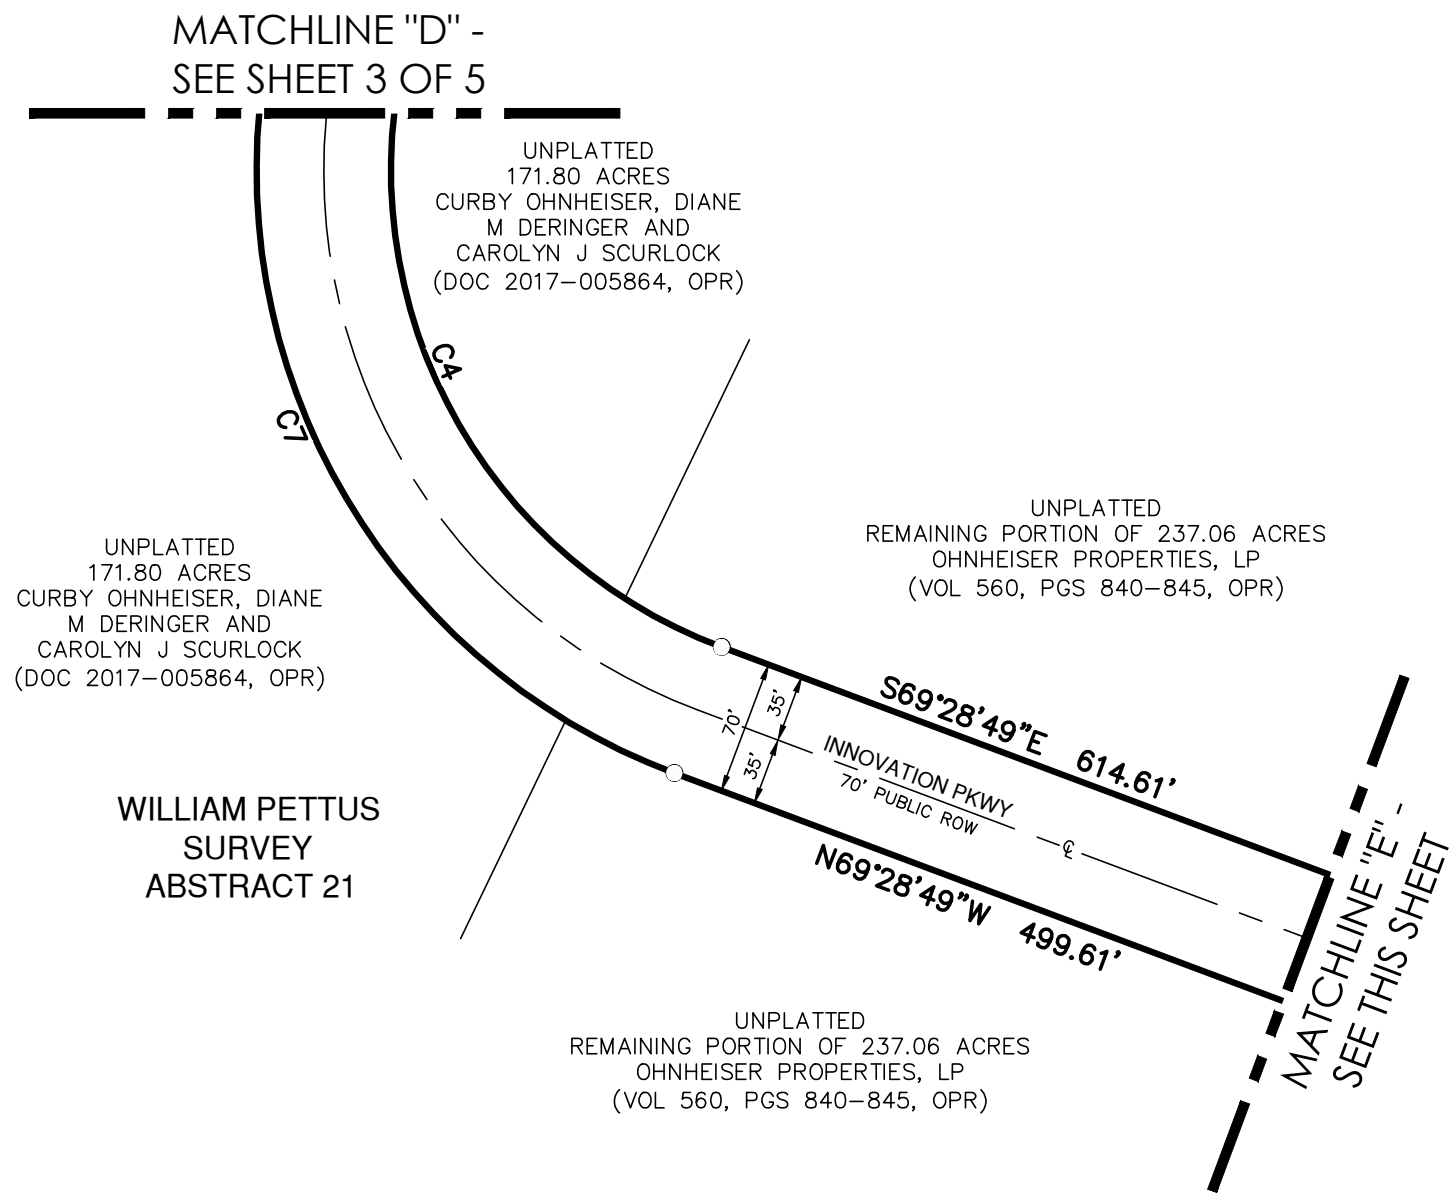 MATCHLINE "D" -
SEE SHEET 3 OF 5
UNPLATTED
171.80 ACRES
CURBY OHNHEISER, DIANE
M DERINGER AND
CAROLYN J SCURLOCK
(DOC 2017-005864, OPR)
C4
C7
UNPLATTED
REMAINING PORTION OF 237.06 ACRES
OHNHEISER PROPERTIES, LP
(VOL 560, PGS 840-845, OPR)
UNPLATTED
171.80 ACRES
CURBY OHNHEISER, DIANE
M DERINGER AND
CAROLYN J SCURLOCK
(DOC 2017-005864, OPR)
S69°28'49"E 614.61'
70'
35'
35'
INNOVATION PKWY
70' PUBLIC ROW
℄
N69°28'49"W 499.61'
WILLIAM PETTUS
SURVEY
ABSTRACT 21
MATCHLINE "E" -
SEE THIS SHEET
UNPLATTED
REMAINING PORTION OF 237.06 ACRES
OHNHEISER PROPERTIES, LP
(VOL 560, PGS 840-845, OPR)